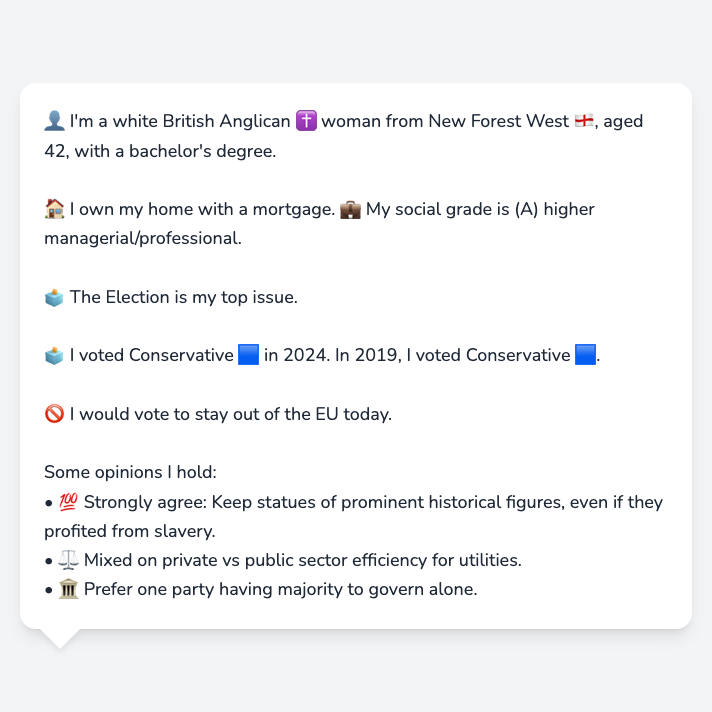 👤 I'm a white British Anglican ✝️ woman from New Forest West 🏴󠁧󠁢󠁥󠁮󠁧󠁿, aged
42, with a bachelor's degree.
🏠 I own my home with a mortgage. 💼 My social grade is (A) higher
managerial/professional.
🗳️ The Election is my top issue.
🗳️ I voted Conservative 🟦 in 2024. In 2019, I voted Conservative 🟦.
🚫 I would vote to stay out of the EU today.
Some opinions I hold:
• 💯 Strongly agree: Keep statues of prominent historical figures, even if they
profited from slavery.
• ⚖️ Mixed on private vs public sector efficiency for utilities.
• 🏛️ Prefer one party having majority to govern alone.